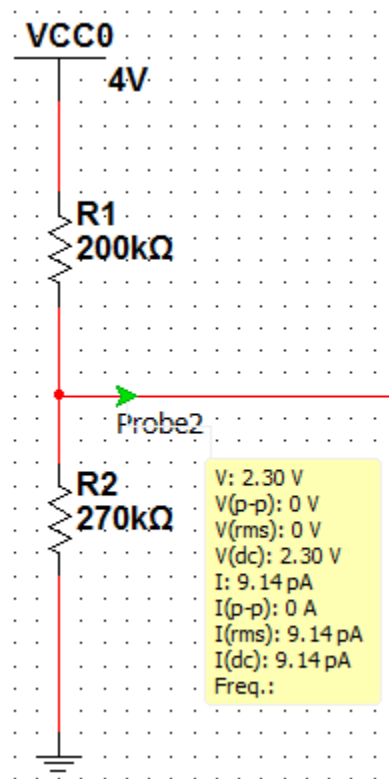 VCC0
4V
R1
200kΩ
Probe2
R2
270kΩ
V: 2.30 V
V(p-p): 0 V
V(rms): 0 V
V(dc): 2.30 V
I: 9.14 pA
I(p-p): 0 A
I(rms): 9.14 pA
I(dc): 9.14 pA
Freq.: